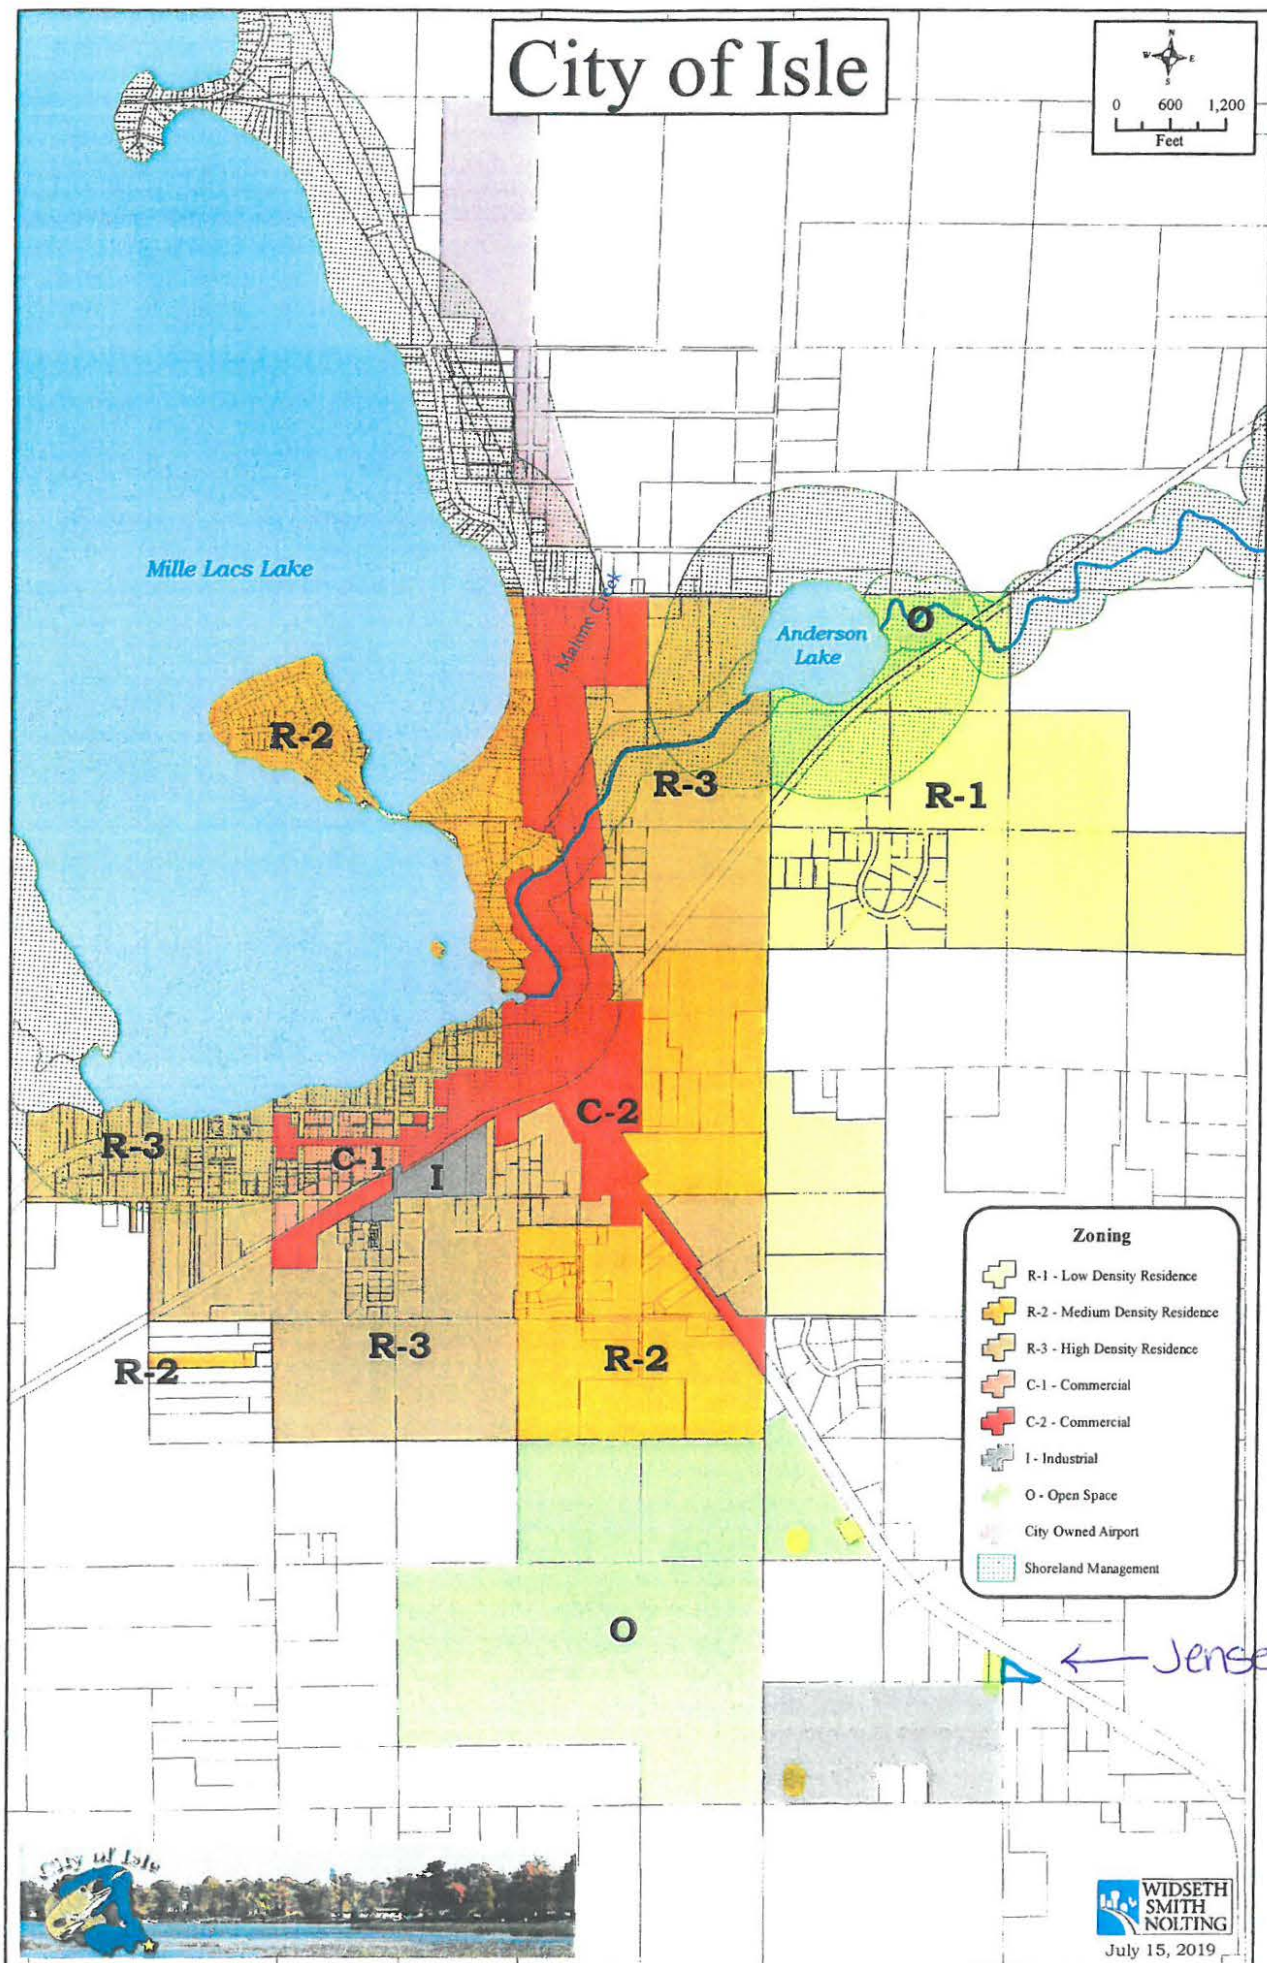 City of Isle
N
W E
S
0 600 1,200
Feet
Mille Lacs Lake
Malone Creek
Anderson
Lake
O
R-2
R-3
R-1
C-2
R-3
C-1
I
R-3
R-2
R-2
O
Zoning
R-1 - Low Density Residence
R-2 - Medium Density Residence
R-3 - High Density Residence
C-1 - Commercial
C-2 - Commercial
I - Industrial
O - Open Space
City Owned Airport
Shoreland Management
← Jense
City of Isle
WIDSETH
SMITH
NOLTING
July 15, 2019